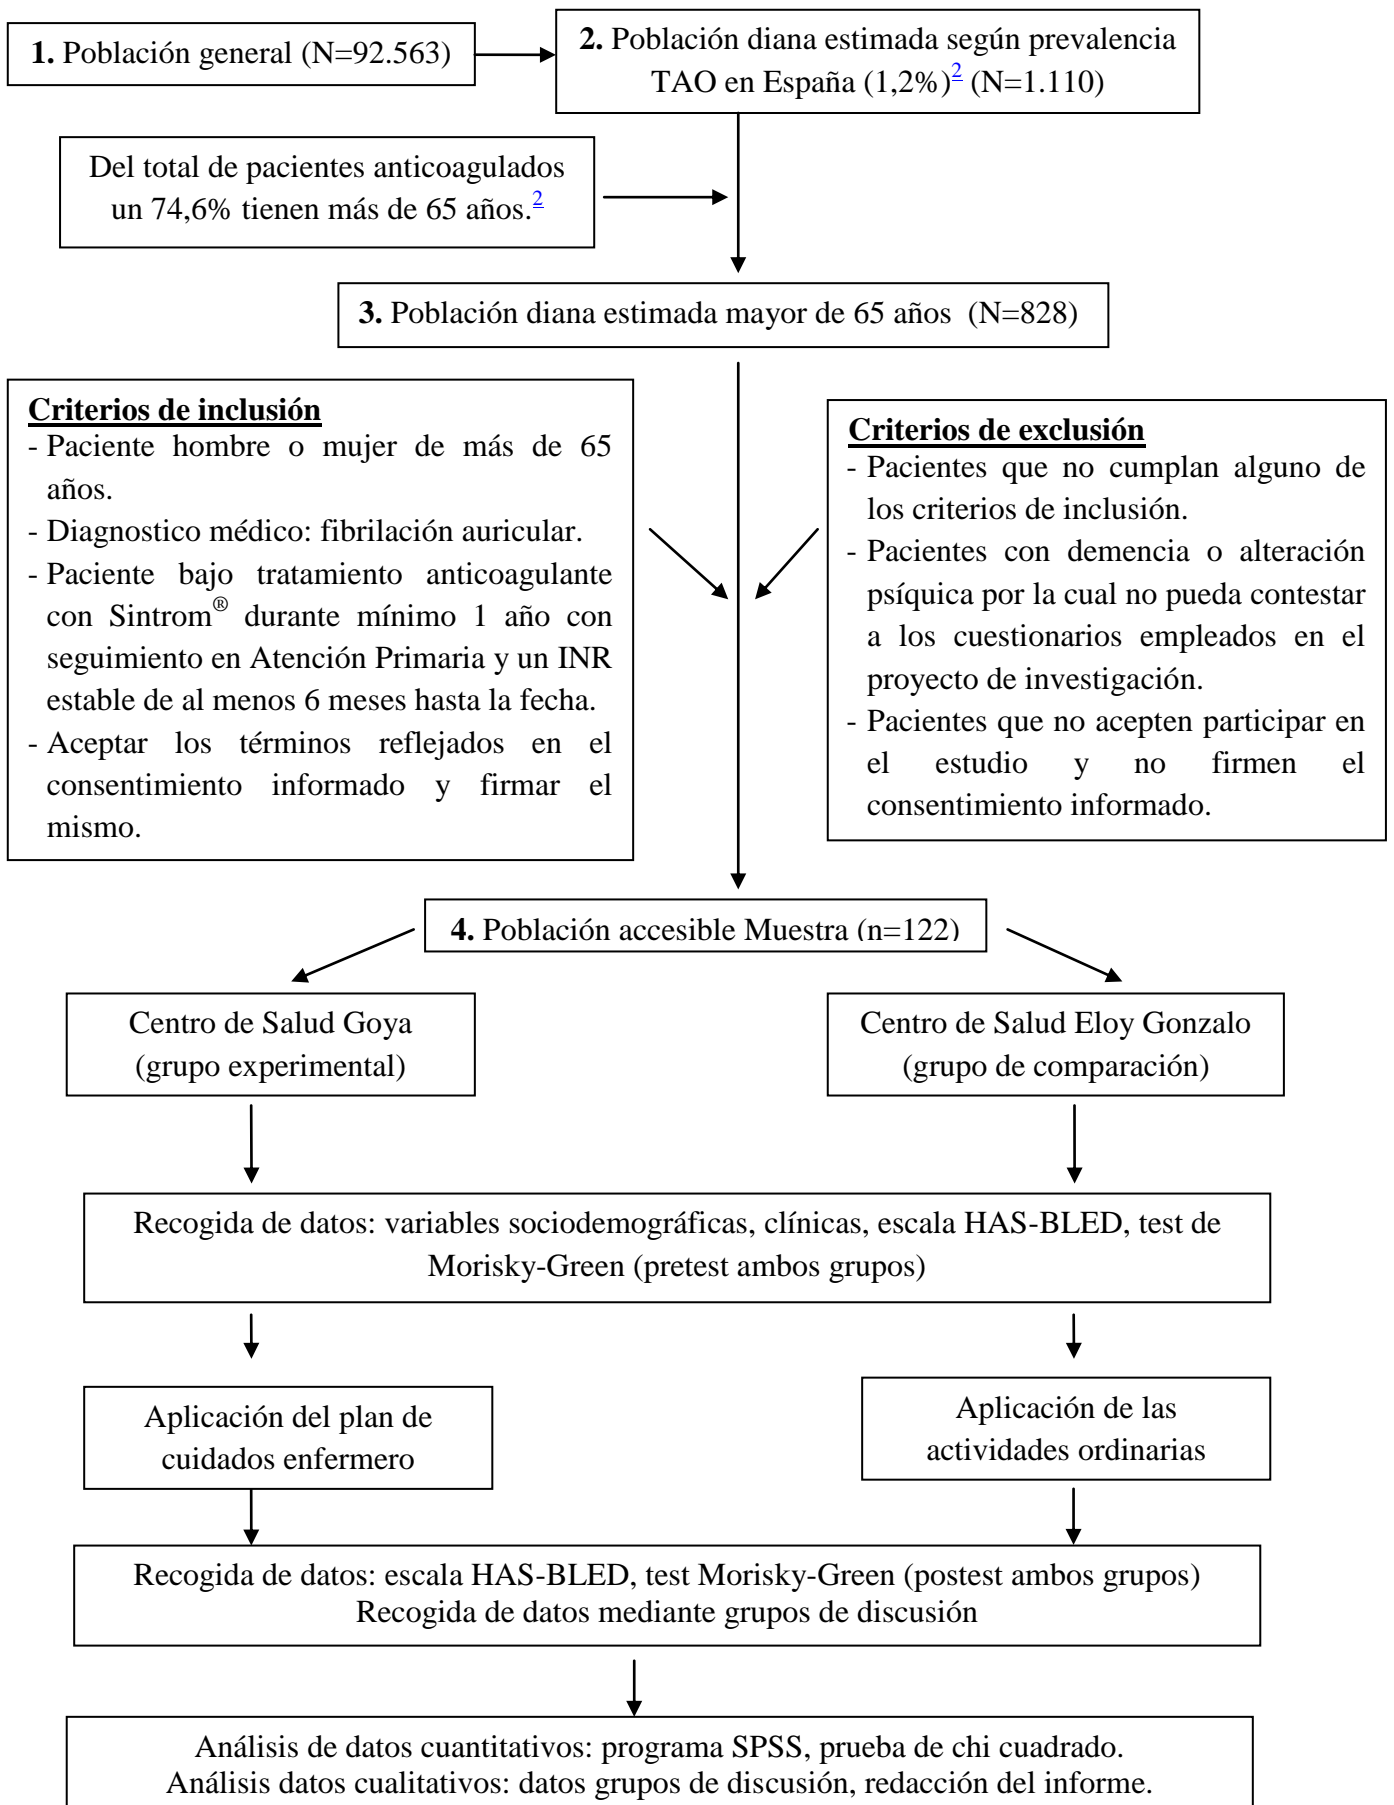 1. Población general (N=92.563)
2. Población diana estimada según prevalencia
TAO en España (1,2%)2 (N=1.110)
Del total de pacientes anticoagulados
un 74,6% tienen más de 65 años.2
3. Población diana estimada mayor de 65 años (N=828)
Criterios de inclusión
- Paciente hombre o mujer de más de 65
años.
- Diagnostico médico: fibrilación auricular.
- Paciente bajo tratamiento anticoagulante
con Sintrom® durante mínimo 1 año con
seguimiento en Atención Primaria y un INR
estable de al menos 6 meses hasta la fecha.
- Aceptar los términos reflejados en el
consentimiento informado y firmar el
mismo.
Criterios de exclusión
- Pacientes que no cumplan alguno de
los criterios de inclusión.
- Pacientes con demencia o alteración
psíquica por la cual no pueda contestar
a los cuestionarios empleados en el
proyecto de investigación.
- Pacientes que no acepten participar en
el estudio y no firmen el
consentimiento informado.
4. Población accesible Muestra (n=122)
Centro de Salud Goya
(grupo experimental)
Centro de Salud Eloy Gonzalo
(grupo de comparación)
Recogida de datos: variables sociodemográficas, clínicas, escala HAS-BLED, test de
Morisky-Green (pretest ambos grupos)
Aplicación del plan de
cuidados enfermero
Aplicación de las
actividades ordinarias
Recogida de datos: escala HAS-BLED, test Morisky-Green (postest ambos grupos)
Recogida de datos mediante grupos de discusión
Análisis de datos cuantitativos: programa SPSS, prueba de chi cuadrado.
Análisis datos cualitativos: datos grupos de discusión, redacción del informe.